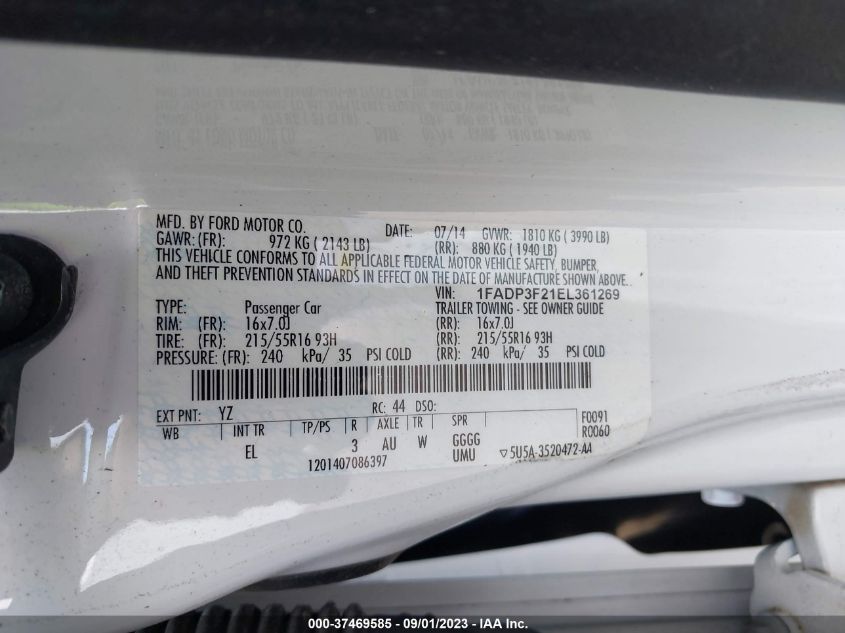 MFD. BY FORD MOTOR CO. DATE: 07/14 GVWR: 1810 KG ( 3990 LB)
GAWR: (FR): 972 KG ( 2143 LB) (RR): 880 KG ( 1940 LB)
THIS VEHICLE CONFORMS TO ALL APPLICABLE FEDERAL MOTOR VEHICLE SAFETY, BUMPER,
AND THEFT PREVENTION STANDARDS IN EFFECT ON THE DATE OF MANUFACTURE SHOWN ABOVE.
VIN: 1FADP3F21EL361269
TYPE: Passenger Car TRAILER TOWING - SEE OWNER GUIDE
RIM: (FR): 16x7.0J (RR): 16x7.0J
TIRE: (FR): 215/55R16 93H (RR): 215/55R16 93H
PRESSURE: (FR): 240 kPa/ 35 PSI COLD (RR): 240 kPa/ 35 PSI COLD
EXT PNT: YZ RC: 44 DSO: F0091
WB INT TR TP/PS R AXLE TR SPR R0060
EL 3 AU W GGGG
UMU
1201407086397 ▽5U5A-3520472-AA
000-37469585 - 09/01/2023 - IAA Inc.